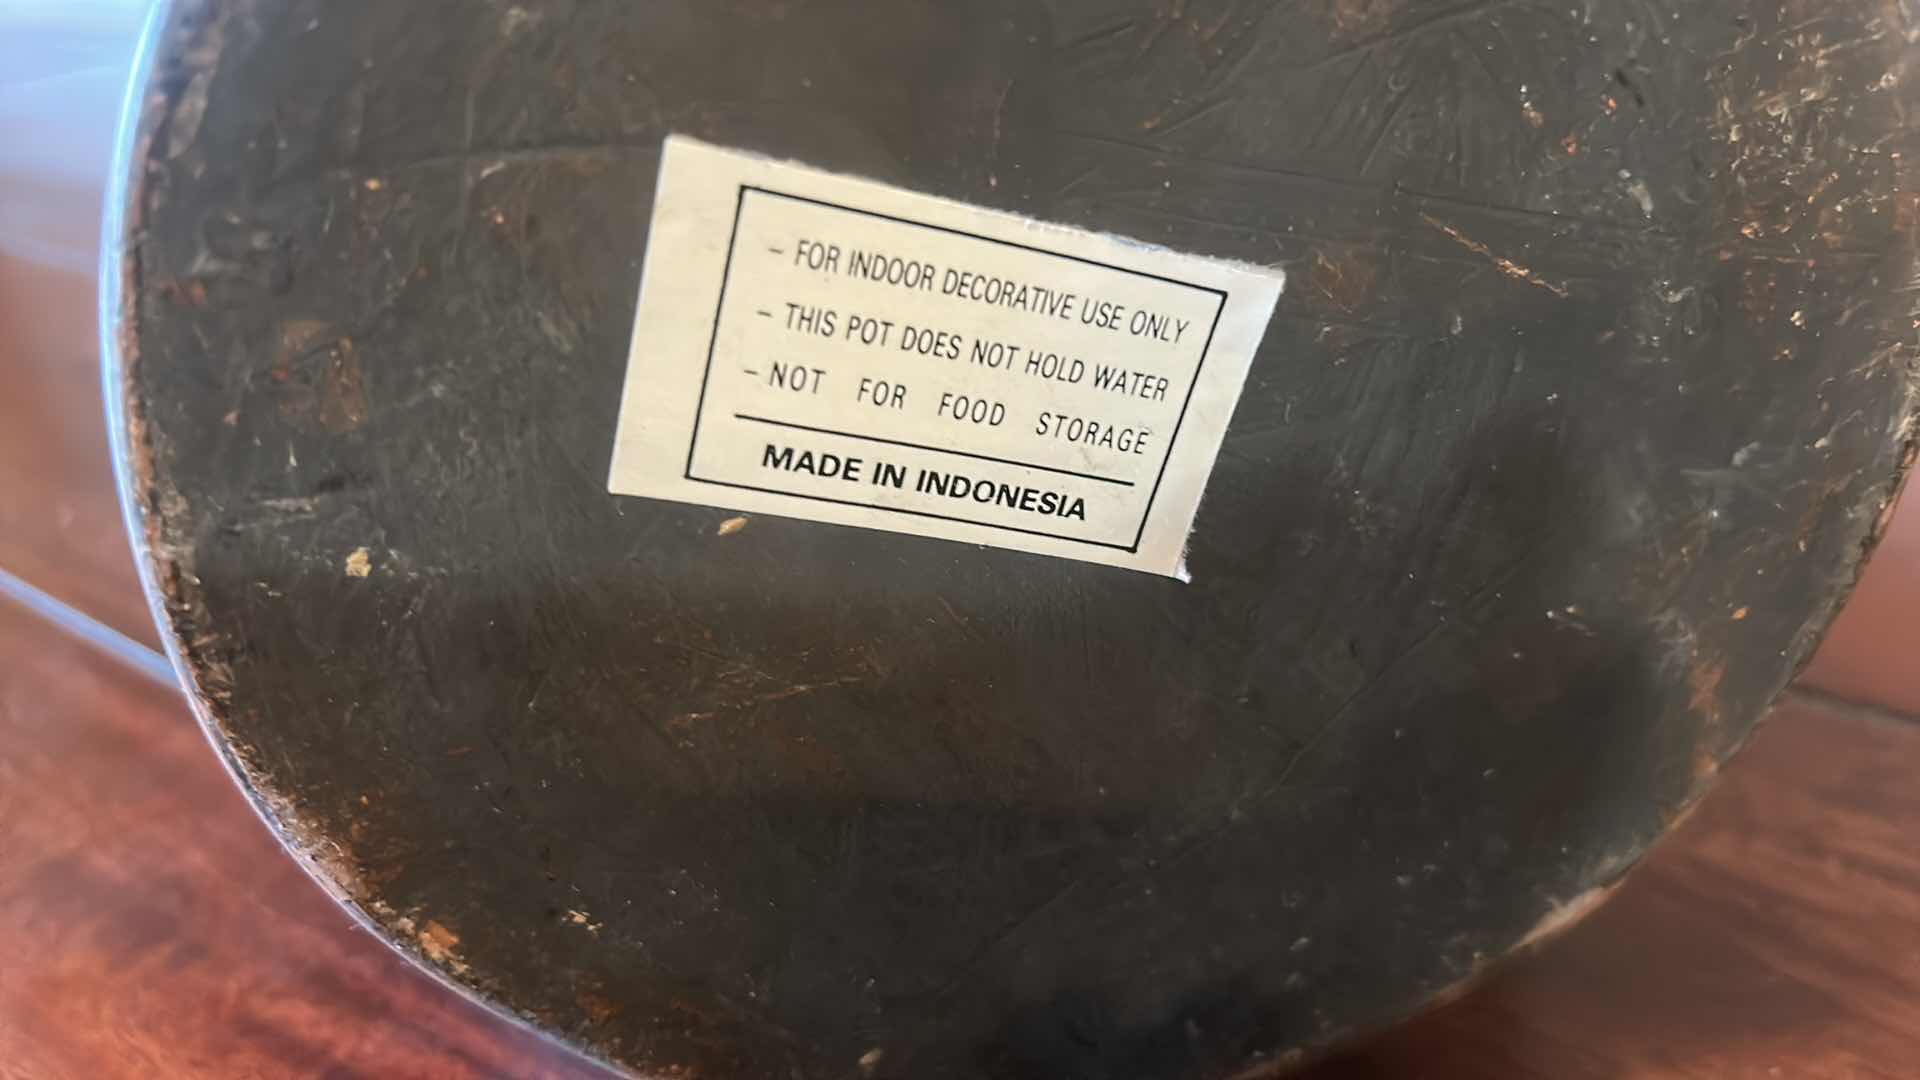 - FOR INDOOR DECORATIVE USE ONLY
- THIS POT DOES NOT HOLD WATER
- NOT FOR FOOD STORAGE
MADE IN INDONESIA